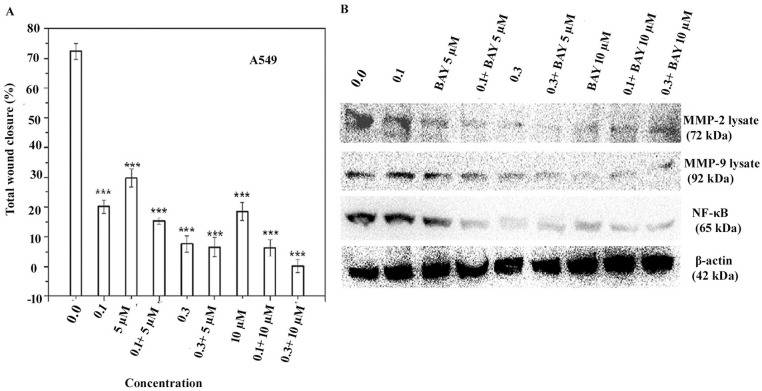 A
Total wound closure (%)
80
70
60
50
40
30
20
10
0
-10
A549
***
***
***
***
***
***
***
***
0.0
0.1
5 µM
0.1+ 5 µM
0.3
0.3+ 5 µM
10 µM
0.1+ 10 µM
0.3+ 10 µM
Concentration
B
0.0
0.1
BAY 5 µM
0.1+ BAY 5 µM
0.3
0.3+ BAY 5 µM
BAY 10 µM
0.1+ BAY 10 µM
0.3+ BAY 10 µM
MMP-2 lysate
(72 kDa)
MMP-9 lysate
(92 kDa)
NF-κB
(65 kDa)
β-actin
(42 kDa)